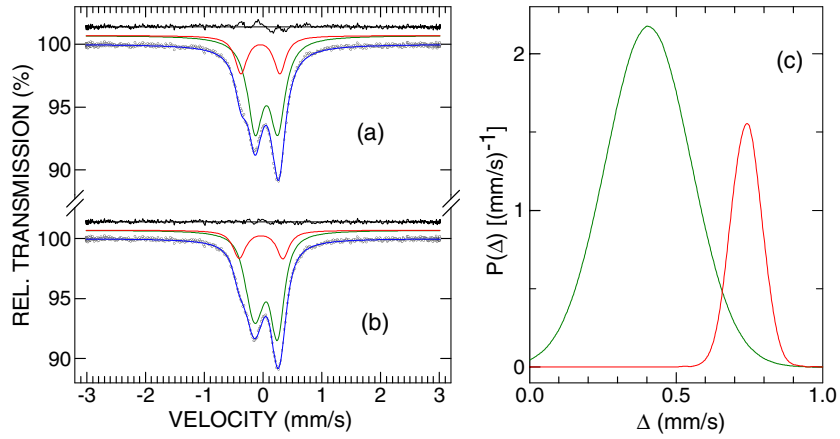 REL. TRANSMISSION (%)
100
95
90
(a)
100
95
90
(b)
-3 -2 -1 0 1 2 3
VELOCITY (mm/s)
P(Δ) [(mm/s)-1]
2
1
0
(c)
0.0 0.5 1.0
Δ (mm/s)